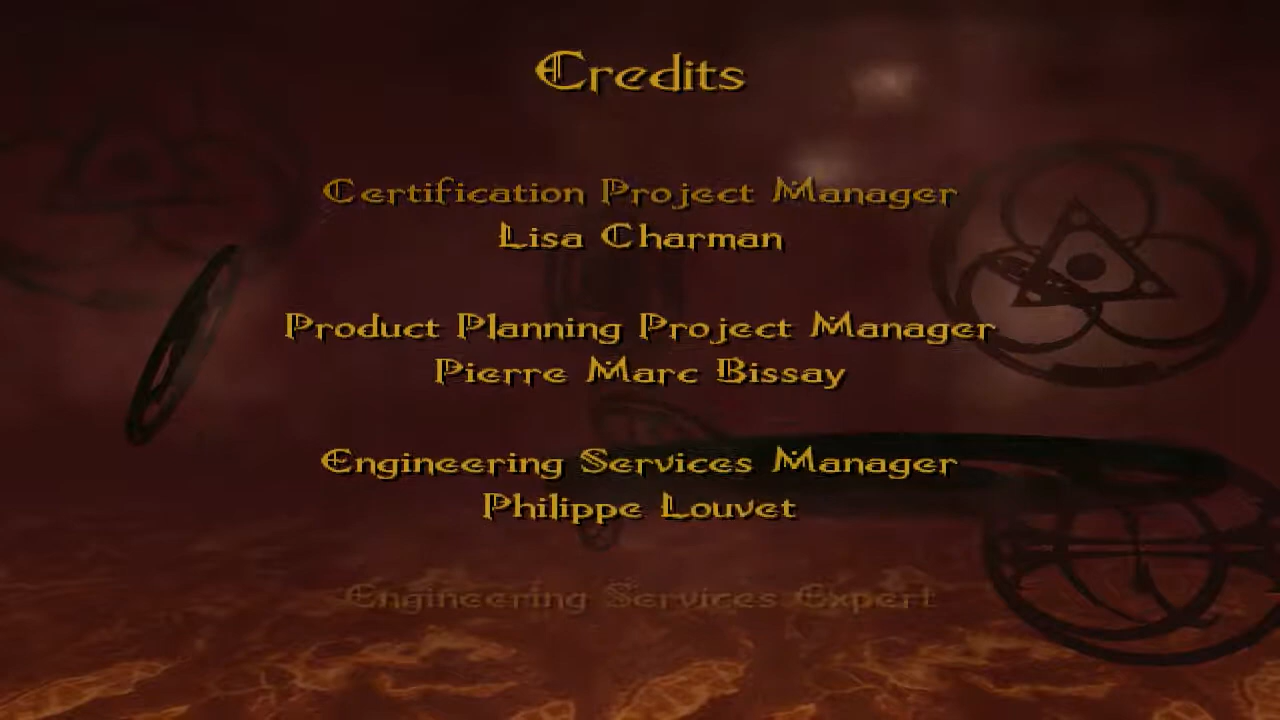 Credits
Certification Project Manager
Lisa Charman
Product Planning Project Manager
Pierre Marc Bissay
Engineering Services Manager
Philippe Louvet
Engineering Services Expert